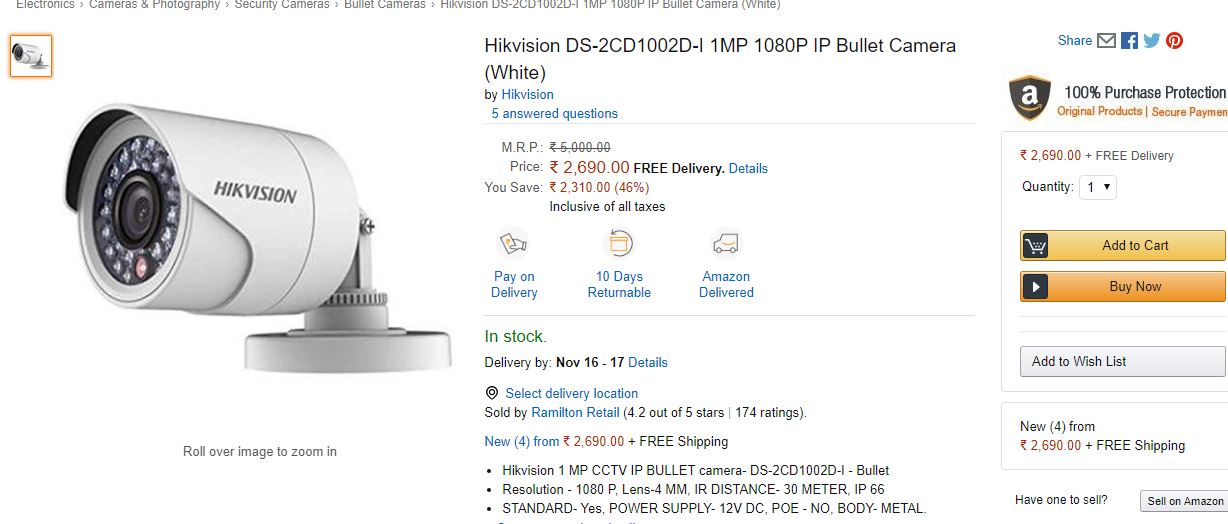 Electronics › Cameras & Photography › Security Cameras › Bullet Cameras › Hikvision DS-2CD1002D-I 1MP 1080P IP Bullet Camera (White)
HIKVISION
Roll over image to zoom in
Hikvision DS-2CD1002D-I 1MP 1080P IP Bullet Camera
(White)
by Hikvision
5 answered questions
M.R.P.: ₹ 5,000.00
Price: ₹ 2,690.00 FREE Delivery. Details
You Save: ₹ 2,310.00 (46%)
Inclusive of all taxes
Pay on
Delivery
10 Days
Returnable
Amazon
Delivered
In stock.
Delivery by: Nov 16 - 17 Details
Select delivery location
Sold by Ramilton Retail (4.2 out of 5 stars | 174 ratings).
New (4) from ₹ 2,690.00 + FREE Shipping
• Hikvision 1 MP CCTV IP BULLET camera- DS-2CD1002D-I - Bullet
• Resolution - 1080 P, Lens-4 MM, IR DISTANCE- 30 METER, IP 66
• STANDARD- Yes, POWER SUPPLY- 12V DC, POE - NO, BODY- METAL.
Share
a
100% Purchase Protection
Original Products | Secure Paymen
₹ 2,690.00 + FREE Delivery
Quantity: 1
Add to Cart
Buy Now
Add to Wish List
New (4) from
₹ 2,690.00 + FREE Shipping
Have one to sell?
Sell on Amazon